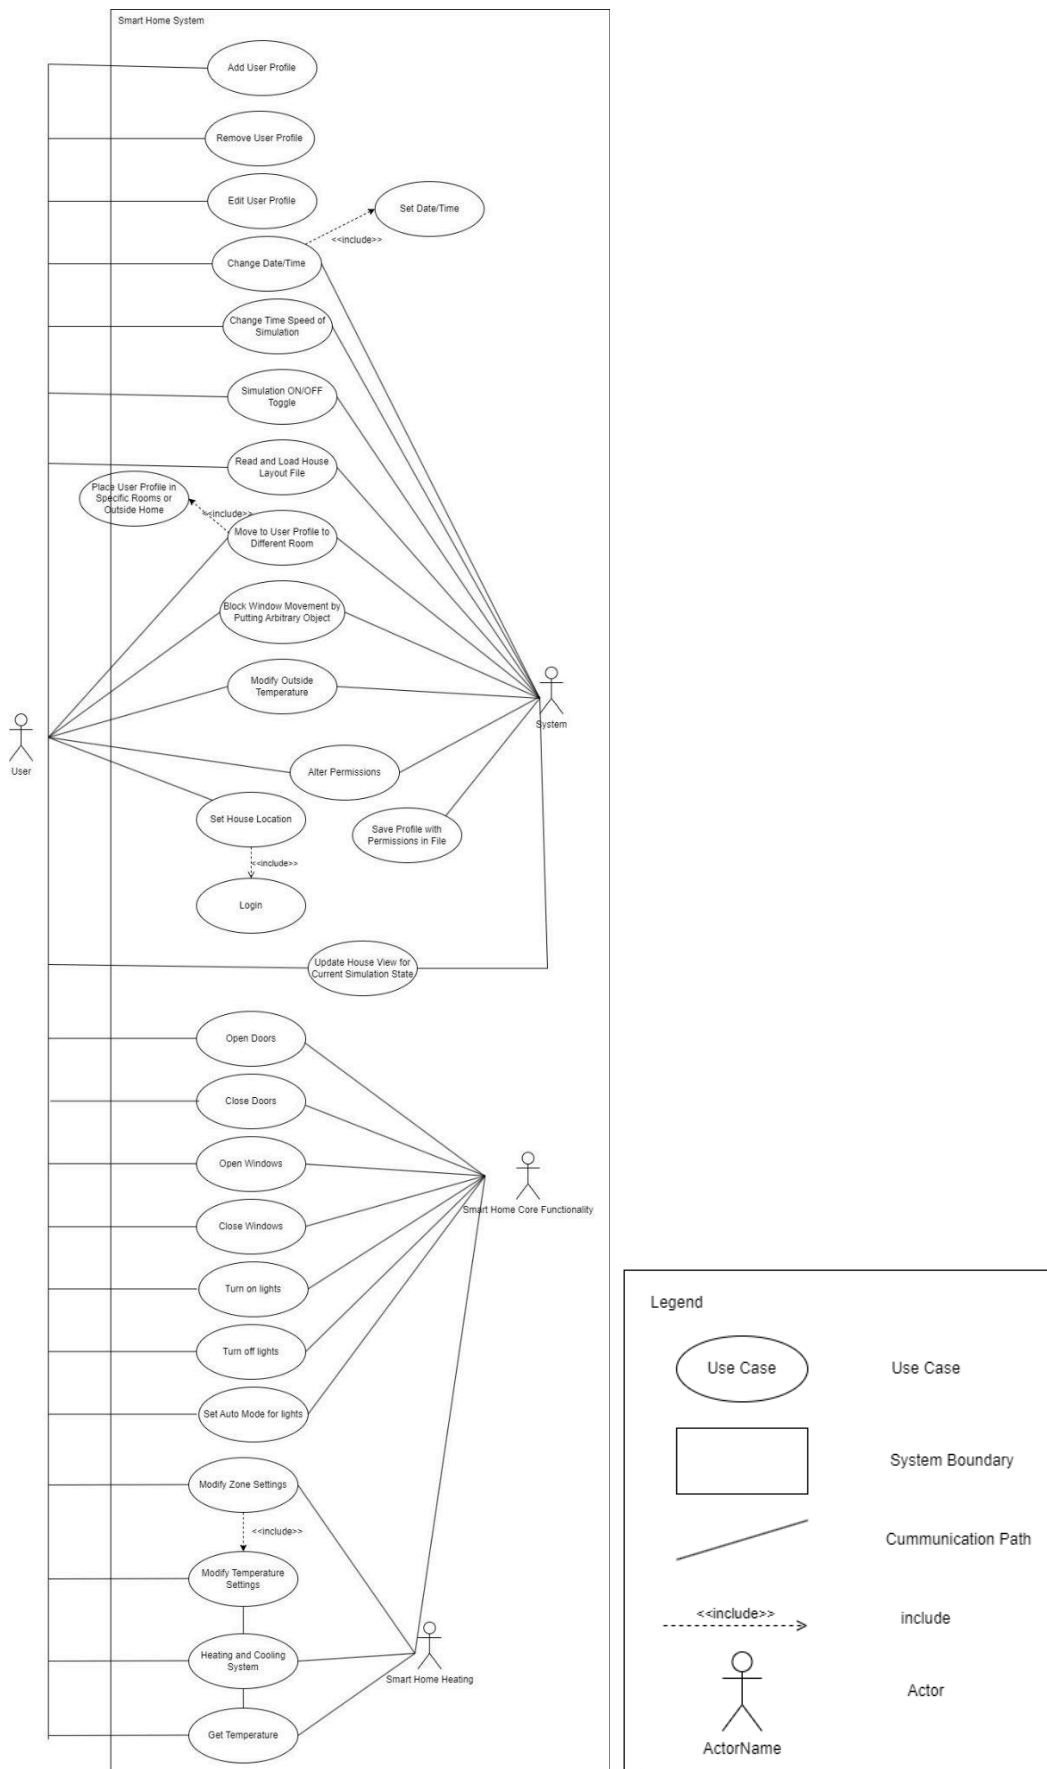 Smart Home System
Add User Profile
Remove User Profile
Edit User Profile
Set Date/Time
<<include>>
Change Date/Time
Change Time Speed of
Simulation
Simulation ON/OFF
Toggle
Read and Load House
Layout File
Place User Profile in
Specific Rooms or
Outside Home
<<include>>
Move to User Profile to
Different Room
Block Window Movement by
Putting Arbitrary Object
Modify Outside
Temperature
System
User
Alter Permissions
Set House Location
Save Profile with
Permissions in File
<<include>>
Login
Update House View for
Current Simulation State
Open Doors
Close Doors
Open Windows
Smart Home Core Functionality
Close Windows
Turn on lights
Turn off lights
Set Auto Mode for lights
Modify Zone Settings
<<include>>
Modify Temperature
Settings
Heating and Cooling
System
Smart Home Heating
Get Temperature
Legend
Use Case
Use Case
System Boundary
Cummunication Path
<<include>>
include
Actor
ActorName